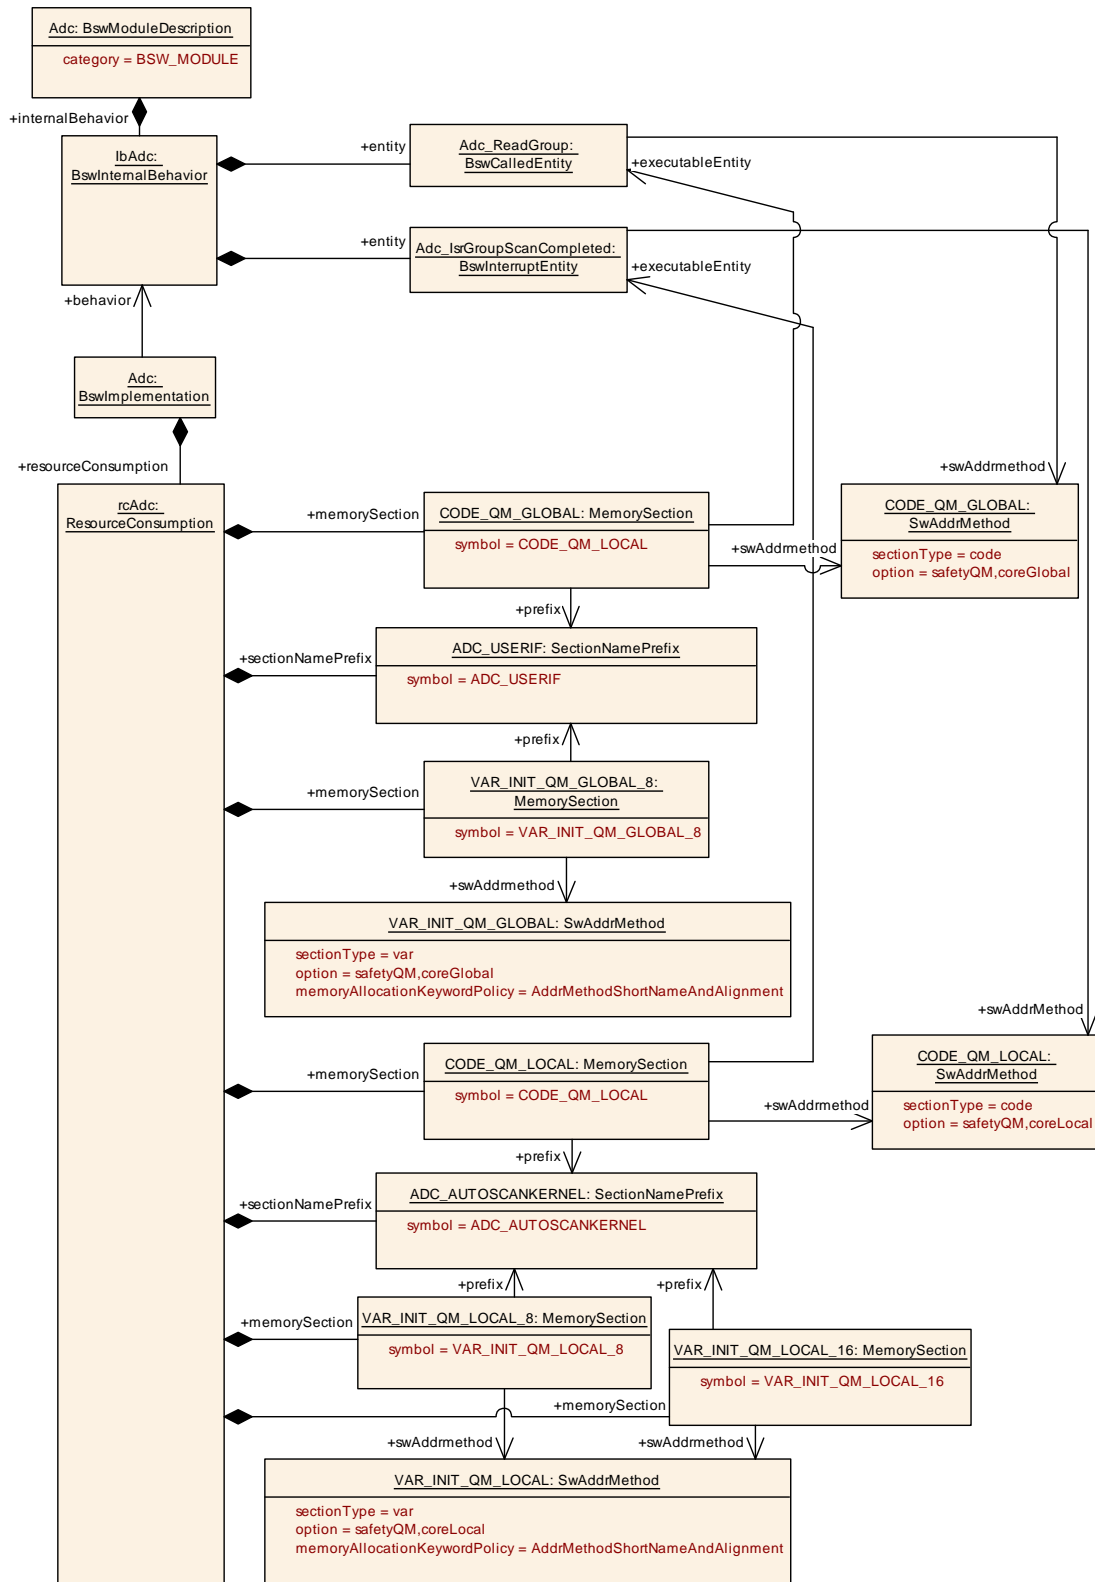 Adc: BswModuleDescription
category = BSW_MODULE
+internalBehavior
IbAdc:
BswInternalBehavior
+entity
Adc_ReadGroup:
BswCalledEntity
+executableEntity
+entity
Adc_IsrGroupScanCompleted:
BswInterruptEntity
+executableEntity
+behavior
Adc:
BswImplementation
+resourceConsumption
rcAdc:
ResourceConsumption
+memorySection
CODE_QM_GLOBAL: MemorySection
symbol = CODE_QM_LOCAL
+swAddrmethod
+swAddrmethod
CODE_QM_GLOBAL:
SwAddrMethod
sectionType = code
option = safetyQM,coreGlobal
+prefix
+sectionNamePrefix
ADC_USERIF: SectionNamePrefix
symbol = ADC_USERIF
+prefix
+memorySection
VAR_INIT_QM_GLOBAL_8:
MemorySection
symbol = VAR_INIT_QM_GLOBAL_8
+swAddrmethod
VAR_INIT_QM_GLOBAL: SwAddrMethod
sectionType = var
option = safetyQM,coreGlobal
memoryAllocationKeywordPolicy = AddrMethodShortNameAndAlignment
+swAddrMethod
+memorySection
CODE_QM_LOCAL: MemorySection
symbol = CODE_QM_LOCAL
+swAddrmethod
CODE_QM_LOCAL:
SwAddrMethod
sectionType = code
option = safetyQM,coreLocal
+prefix
+sectionNamePrefix
ADC_AUTOSCANKERNEL: SectionNamePrefix
symbol = ADC_AUTOSCANKERNEL
+prefix
+prefix
+memorySection
VAR_INIT_QM_LOCAL_8: MemorySection
symbol = VAR_INIT_QM_LOCAL_8
VAR_INIT_QM_LOCAL_16: MemorySection
symbol = VAR_INIT_QM_LOCAL_16
+memorySection
+swAddrmethod
+swAddrmethod
VAR_INIT_QM_LOCAL: SwAddrMethod
sectionType = var
option = safetyQM,coreLocal
memoryAllocationKeywordPolicy = AddrMethodShortNameAndAlignment